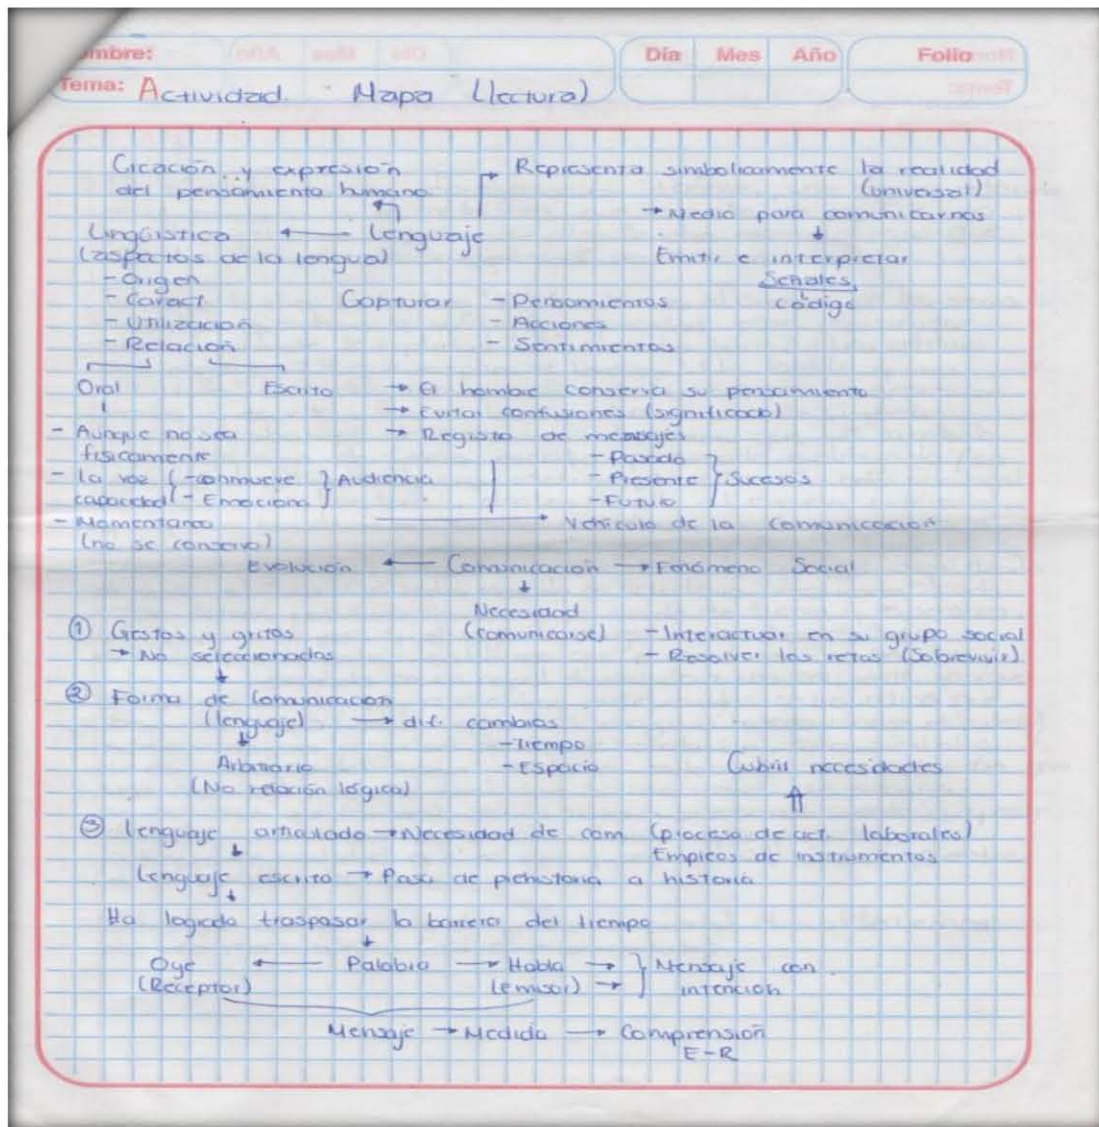 Nombre:
Día Mes Año Folio
Tema: Actividad. Mapa (lectura)
Creación y expresión
del pensamiento humano
Representa simbolicamente la realidad
(universal)
→ Medio para comunicarnos
Lingüistica ← Lenguaje
(aspectos de la lengua)
Emitir e interpretar
Señales
código
- Origen
- Caract.
- Utilización
- Relación
Capturar - Pensamientos
- Acciones
- Sentimientos
Oral Escrito
→ El hombre conserva su pensamiento
→ Evitar confusiones (significado)
→ Registro de mensajes
- Pasado
- Presente } Sucesos
- Futuro
- Aunque no sea
fisicamente
- La voz (-conmueve } Audiencia
capacidad (- Emociona }
- Momentanea
(no se conserva)
→ Vehiculo de la comunicacion
Evolución ← Comunicacion → Fenómeno Social
Necesidad
(comunicarse) - Interactuar en su grupo social
- Resolver los retos (Sobrevivir).
① Gestos y gritos
→ No seleccionados
② Forma de comunicacion
(lenguaje) → dif. cambios
- Tiempo
- Espacio
Arbitrario
(No relación lógica)
Cubrir necesidades
③ Lenguaje articulado → Necesidad de com. (proceso de act. laborales)
Empleos de instrumentos
Lenguaje escrito → Paso de prehistoria a historia
Ha logrado traspasar la barrera del tiempo
Oye ← Palabra → Habla → } Mensaje con
(Receptor) (emisor) → } intención
Mensaje → Medida → Comprensión
E-R